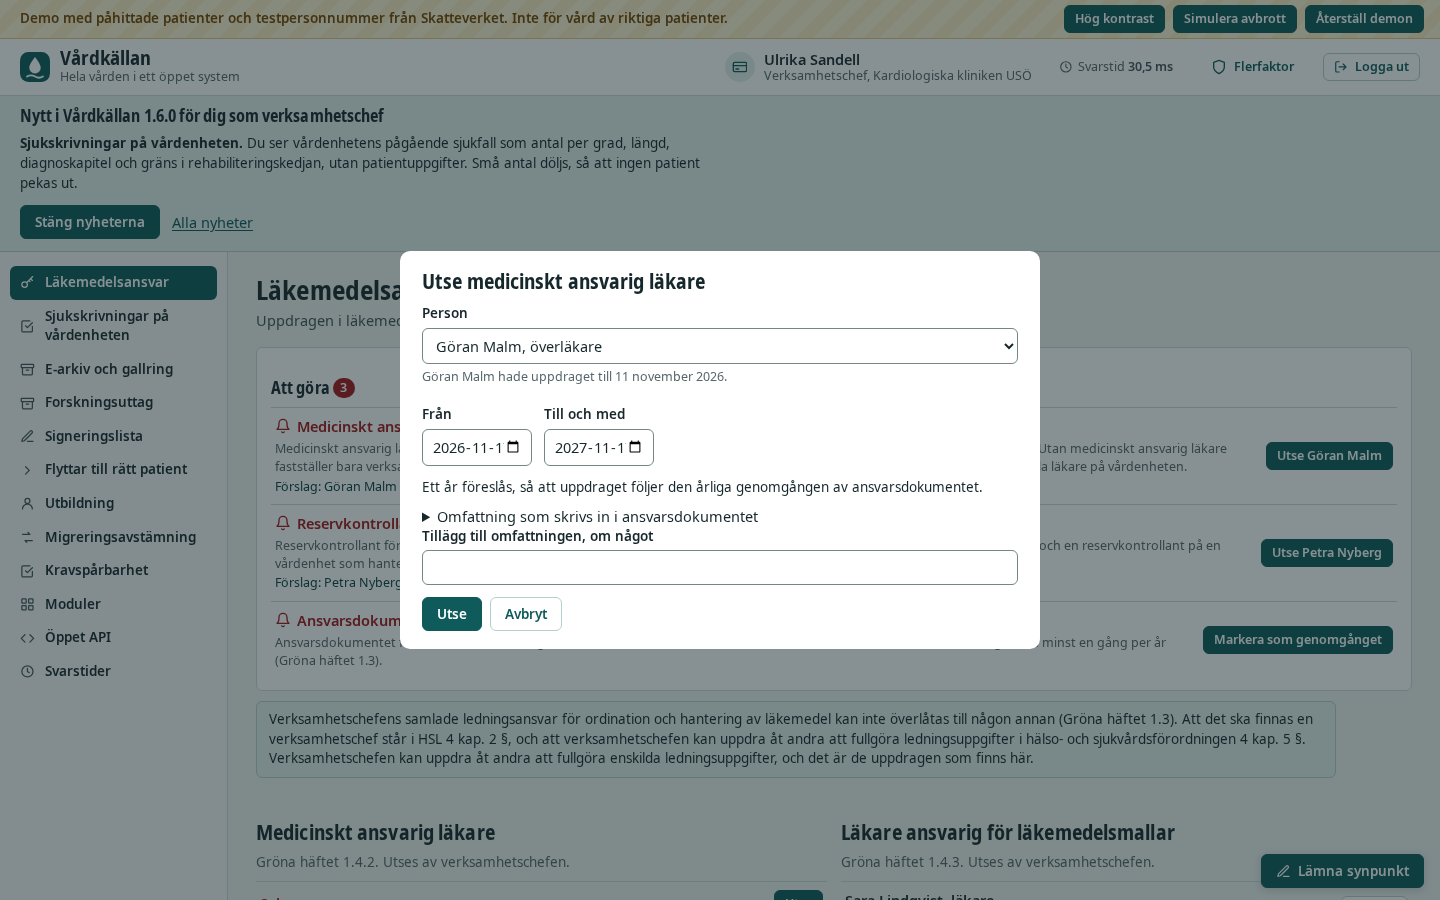 Demo med påhittade patienter och testpersonnummer från Skatteverket. Inte för vård av riktiga patienter.
Hög kontrast
Simulera avbrott
Återställ demon
Vårdkällan
Hela vården i ett öppet system
Ulrika Sandell
Verksamhetschef, Kardiologiska kliniken USÖ
Svarstid 30,5 ms
Flerfaktor
Logga ut
Nytt i Vårdkällan 1.6.0 för dig som verksamhetschef
Sjukskrivningar på vårdenheten. Du ser vårdenhetens pågående sjukfall som antal per grad, längd,
diagnoskapitel och gräns i rehabiliteringskedjan, utan patientuppgifter. Små antal döljs, så att ingen patient
pekas ut.
Stäng nyheterna
Alla nyheter
Läkemedelsansvar
Sjukskrivningar på
vårdenheten
E-arkiv och gallring
Forskningsuttag
Signeringslista
Flyttar till rätt patient
Utbildning
Migreringsavstämning
Kravspårbarhet
Moduler
Öppet API
Svarstider
Läkemedelsa
Uppdragen i läkemed
Att göra 3
Medicinskt ans
Medicinskt ansvarig l
Utan medicinskt ansvarig läkare
fastställer bara verksa
a läkare på vårdenheten.
Förslag: Göran Malm
Utse Göran Malm
Reservkontroll
Reservkontrollant för
och en reservkontrollant på en
vårdenhet som hante
Förslag: Petra Nyberg
Utse Petra Nyberg
Ansvarsdokum
Ansvarsdokumentet
minst en gång per år
(Gröna häftet 1.3).
Markera som genomgånget
Utse medicinskt ansvarig läkare
Person
Göran Malm, överläkare
Göran Malm hade uppdraget till 11 november 2026.
Från
Till och med
2026-11-1
2027-11-1
Ett år föreslås, så att uppdraget följer den årliga genomgången av ansvarsdokumentet.
Omfattning som skrivs in i ansvarsdokumentet
Tillägg till omfattningen, om något
Utse
Avbryt
Verksamhetschefens samlade ledningsansvar för ordination och hantering av läkemedel kan inte överlåtas till någon annan (Gröna häftet 1.3). Att det ska finnas en
verksamhetschef står i HSL 4 kap. 2 §, och att verksamhetschefen kan uppdra åt andra att fullgöra ledningsuppgifter i hälso- och sjukvårdsförordningen 4 kap. 5 §.
Verksamhetschefen kan uppdra åt andra att fullgöra enskilda ledningsuppgifter, och det är de uppdragen som finns här.
Medicinskt ansvarig läkare
Gröna häftet 1.4.2. Utses av verksamhetschefen.
Läkare ansvarig för läkemedelsmallar
Gröna häftet 1.4.3. Utses av verksamhetschefen.
Sara Lindqvist, läkare
Lämna synpunkt